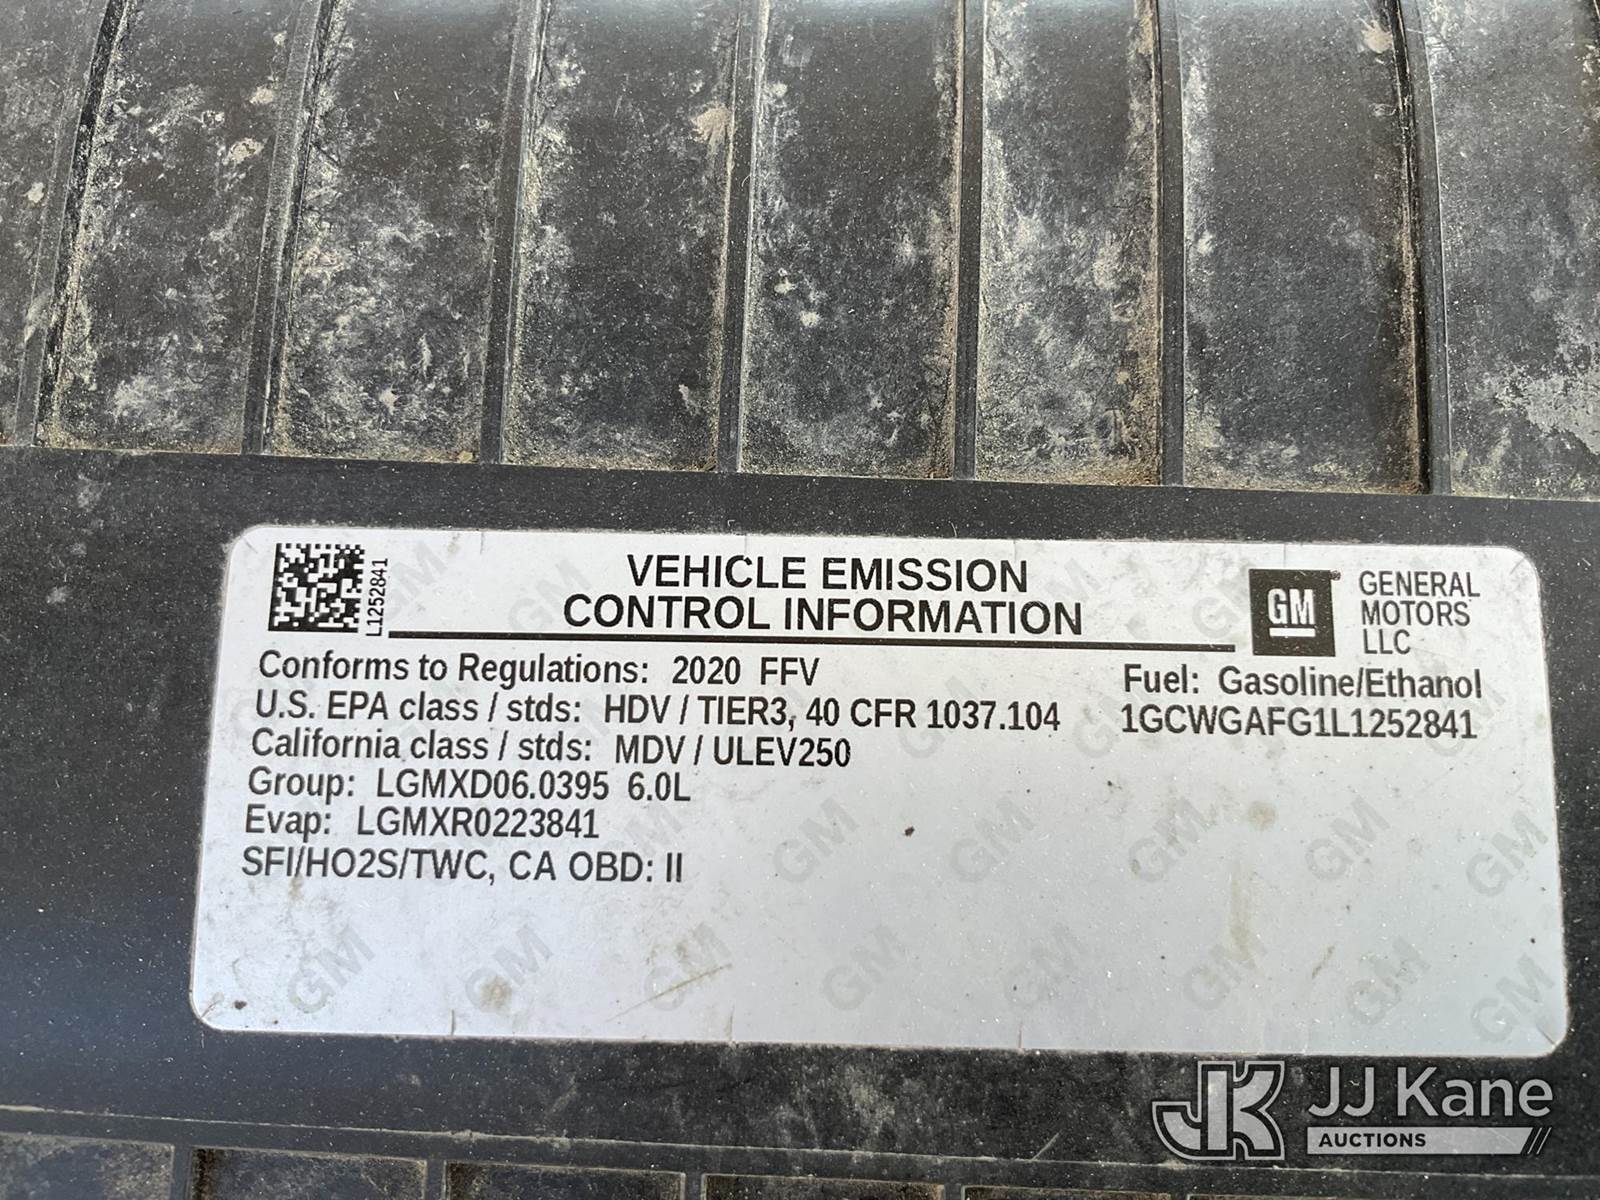 L1252841
VEHICLE EMISSION
CONTROL INFORMATION
GM
GENERAL
MOTORS
LLC
Conforms to Regulations: 2020 FFV
U.S. EPA class / stds: HDV / TIER3, 40 CFR 1037.104
California class / stds: MDV / ULEV250
Group: LGMXD06.0395 6.0L
Evap: LGMXR0223841
SFI/HO2S/TWC, CA OBD: II
Fuel: Gasoline/Ethanol
1GCWGAFG1L1252841
JK JJ Kane
AUCTIONS